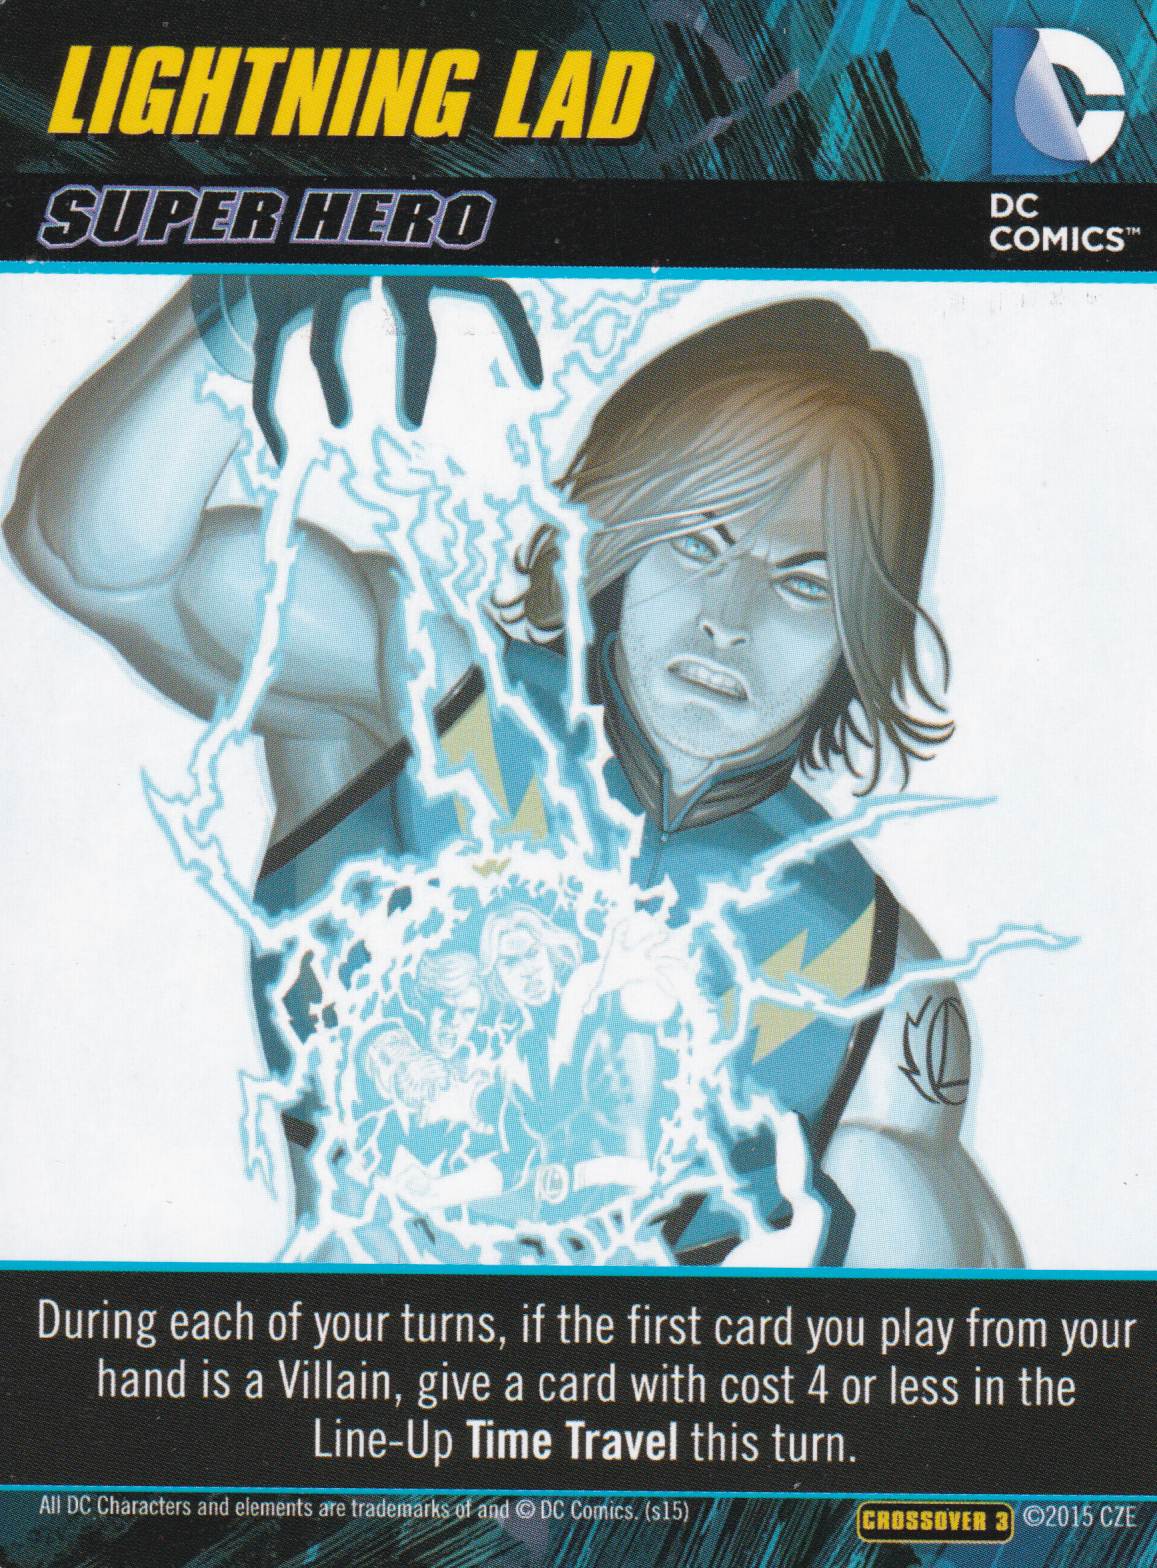 LIGHTNING LAD
SUPER HERO
DC
COMICS™
During each of your turns, if the first card you play from your
hand is a Villain, give a card with cost 4 or less in the
Line-Up Time Travel this turn.
All DC Characters and elements are trademarks of and © DC Comics. (s15)
CROSSOVER 3
©2015 CZE